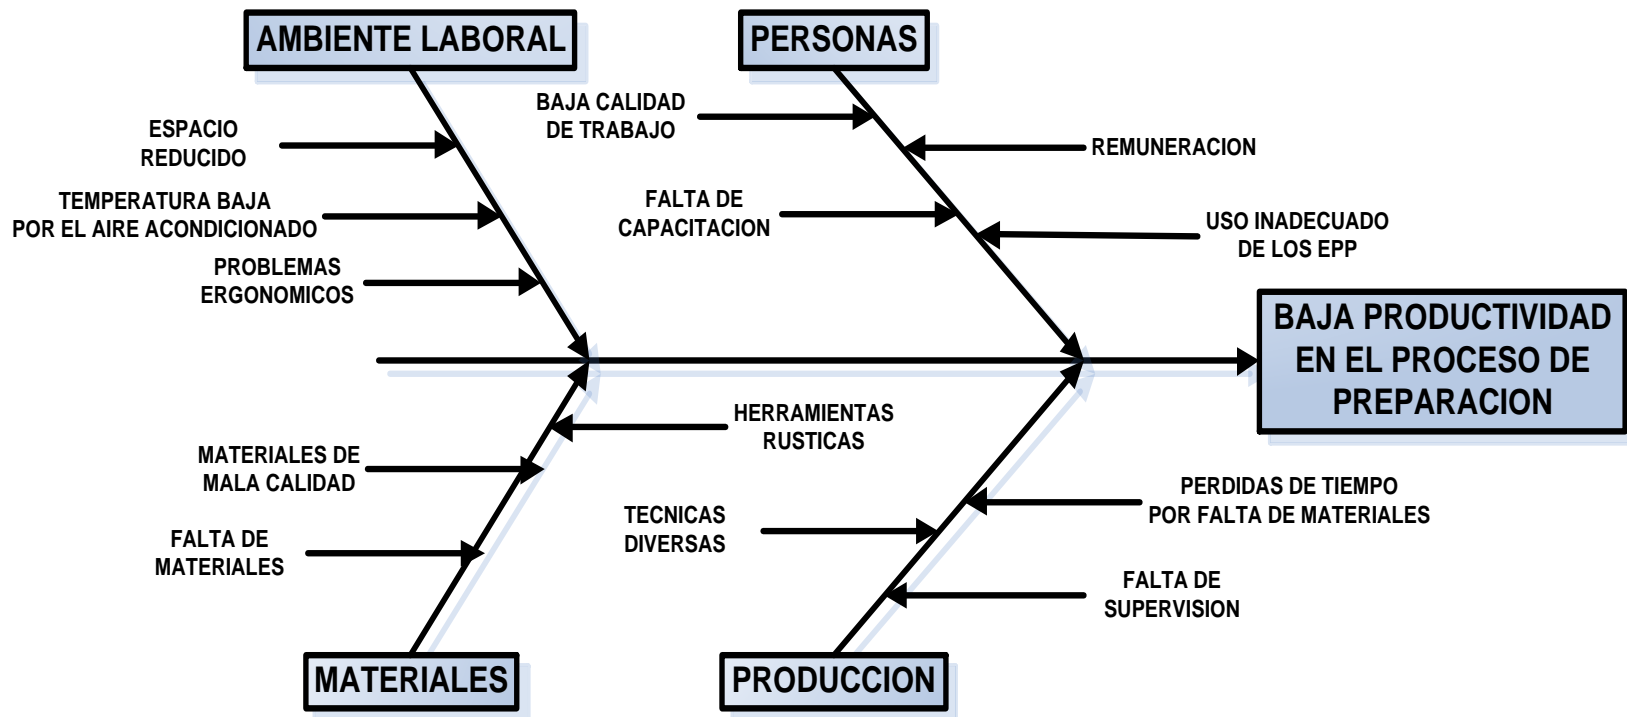 AMBIENTE LABORAL
PERSONAS
BAJA CALIDAD
DE TRABAJO
ESPACIO
REDUCIDO
REMUNERACION
TEMPERATURA BAJA
POR EL AIRE ACONDICIONADO
FALTA DE
CAPACITACION
USO INADECUADO
DE LOS EPP
PROBLEMAS
ERGONOMICOS
BAJA PRODUCTIVIDAD
EN EL PROCESO DE
PREPARACION
HERRAMIENTAS
RUSTICAS
MATERIALES DE
MALA CALIDAD
PERDIDAS DE TIEMPO
POR FALTA DE MATERIALES
TECNICAS
DIVERSAS
FALTA DE
MATERIALES
FALTA DE
SUPERVISION
MATERIALES
PRODUCCION